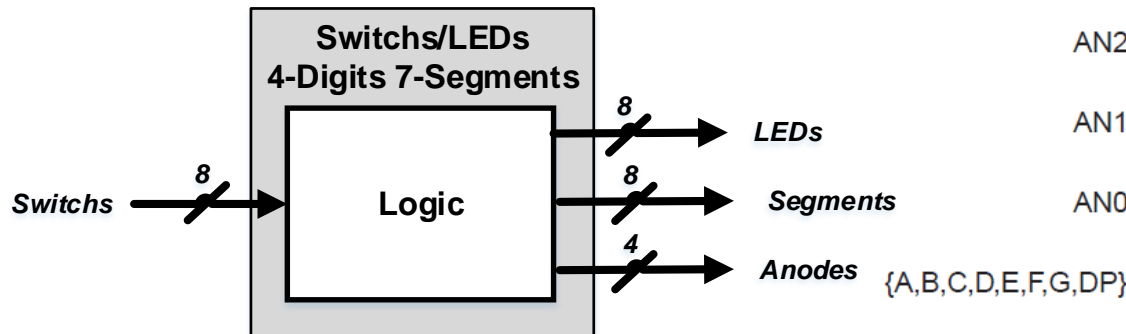 Switchs/LEDs
4-Digits 7-Segments
Logic
Switchs
8
8
LEDs
8
Segments
4
Anodes
AN2
AN1
AN0
{A,B,C,D,E,F,G,DP}